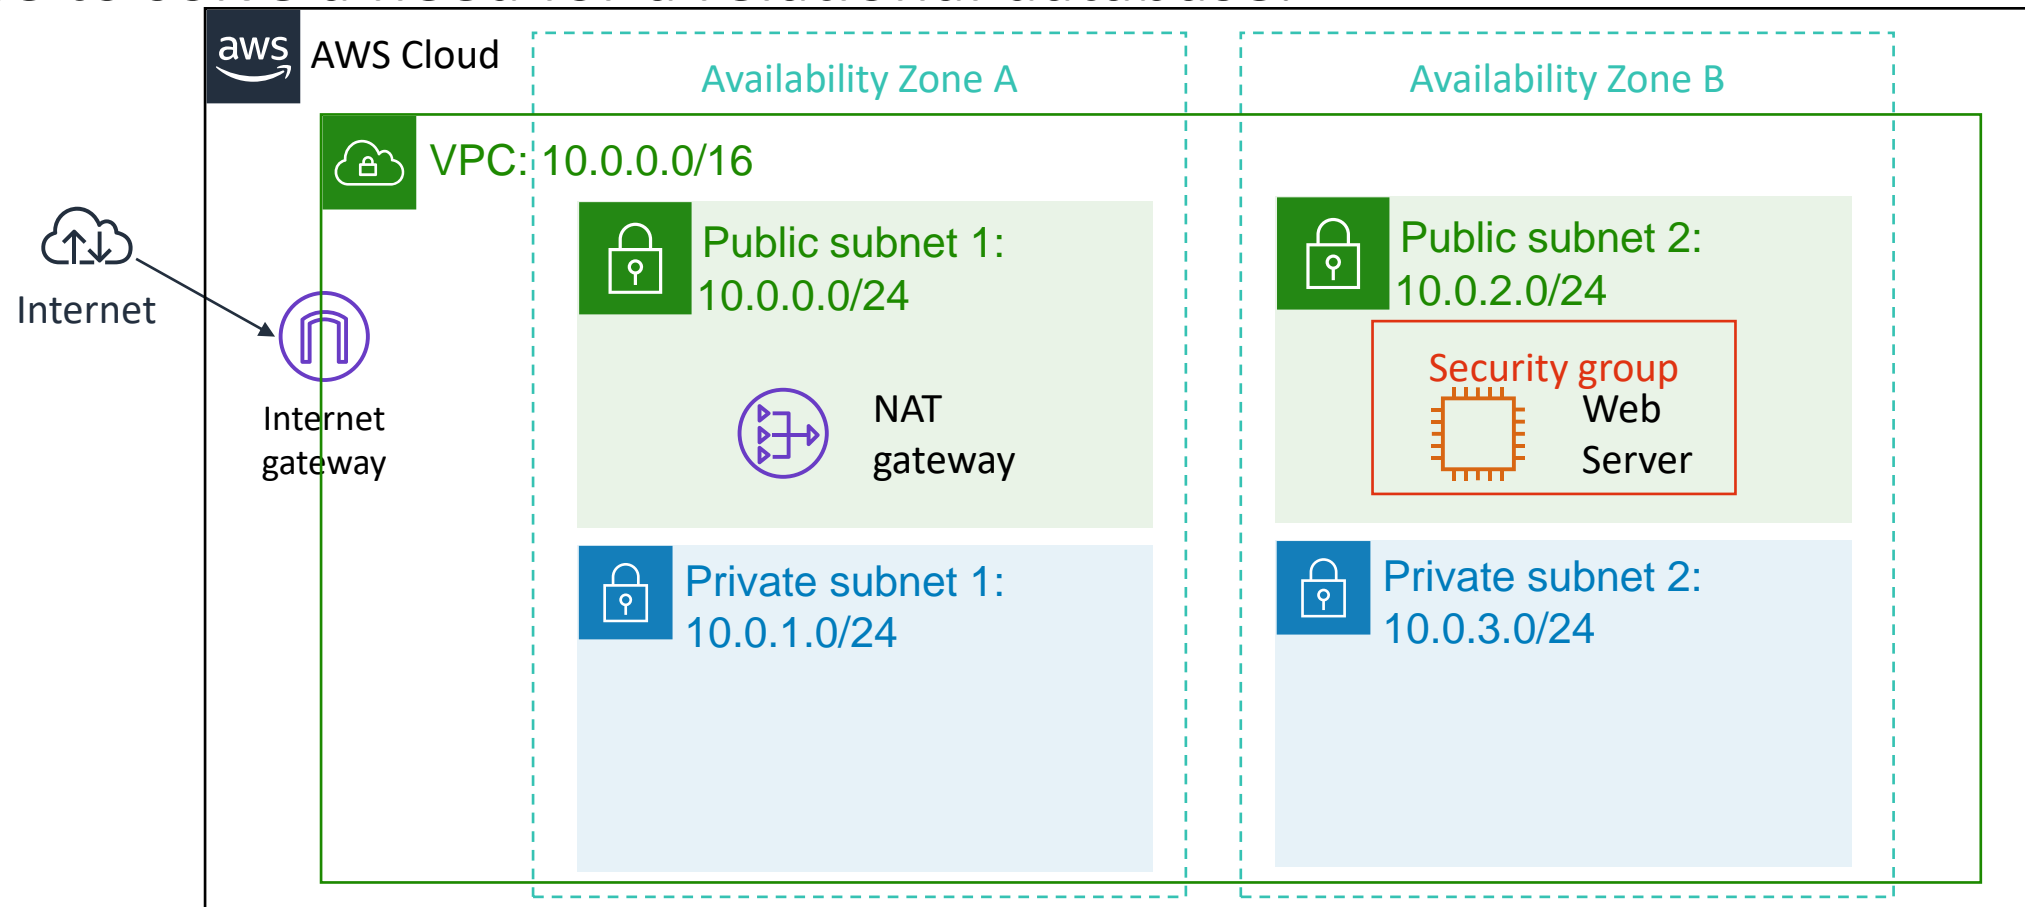 aws
AWS Cloud
Availability Zone A
Availability Zone B
VPC: 10.0.0.0/16
Public subnet 1:
10.0.0.0/24
Public subnet 2:
10.0.2.0/24
Internet
Internet
gateway
NAT
gateway
Security group
Web
Server
Private subnet 1:
10.0.1.0/24
Private subnet 2:
10.0.3.0/24